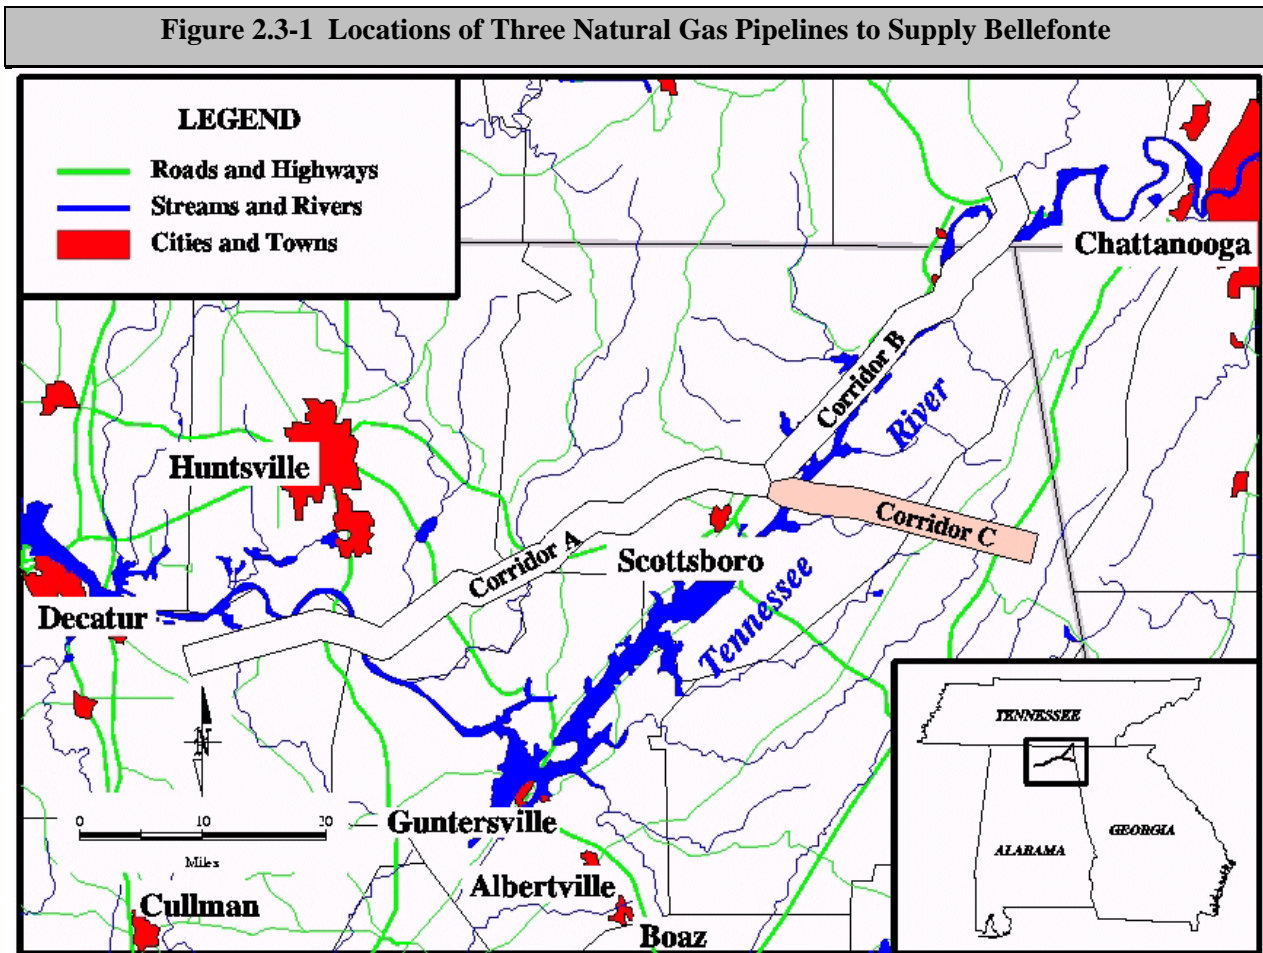 Figure 2.3-1 Locations of Three Natural Gas Pipelines to Supply Bellefonte
LEGEND
Roads and Highways
Streams and Rivers
Cities and Towns
Chattanooga
Corridor B
River
Huntsville
Corridor C
Corridor A
Scottsboro
Decatur
Tennessee
N
TENNESSEE
0 10 20
Guntersville
GEORGIA
ALABAMA
Miles
Albertville
Cullman
Boaz